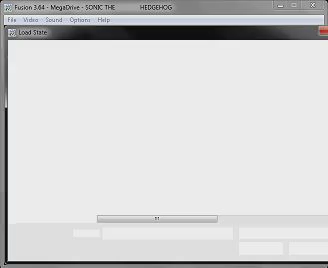 Fusion 3.64 - MegaDrive - SONIC THE HEDGEHOG
File Video Sound Options Help
Load State